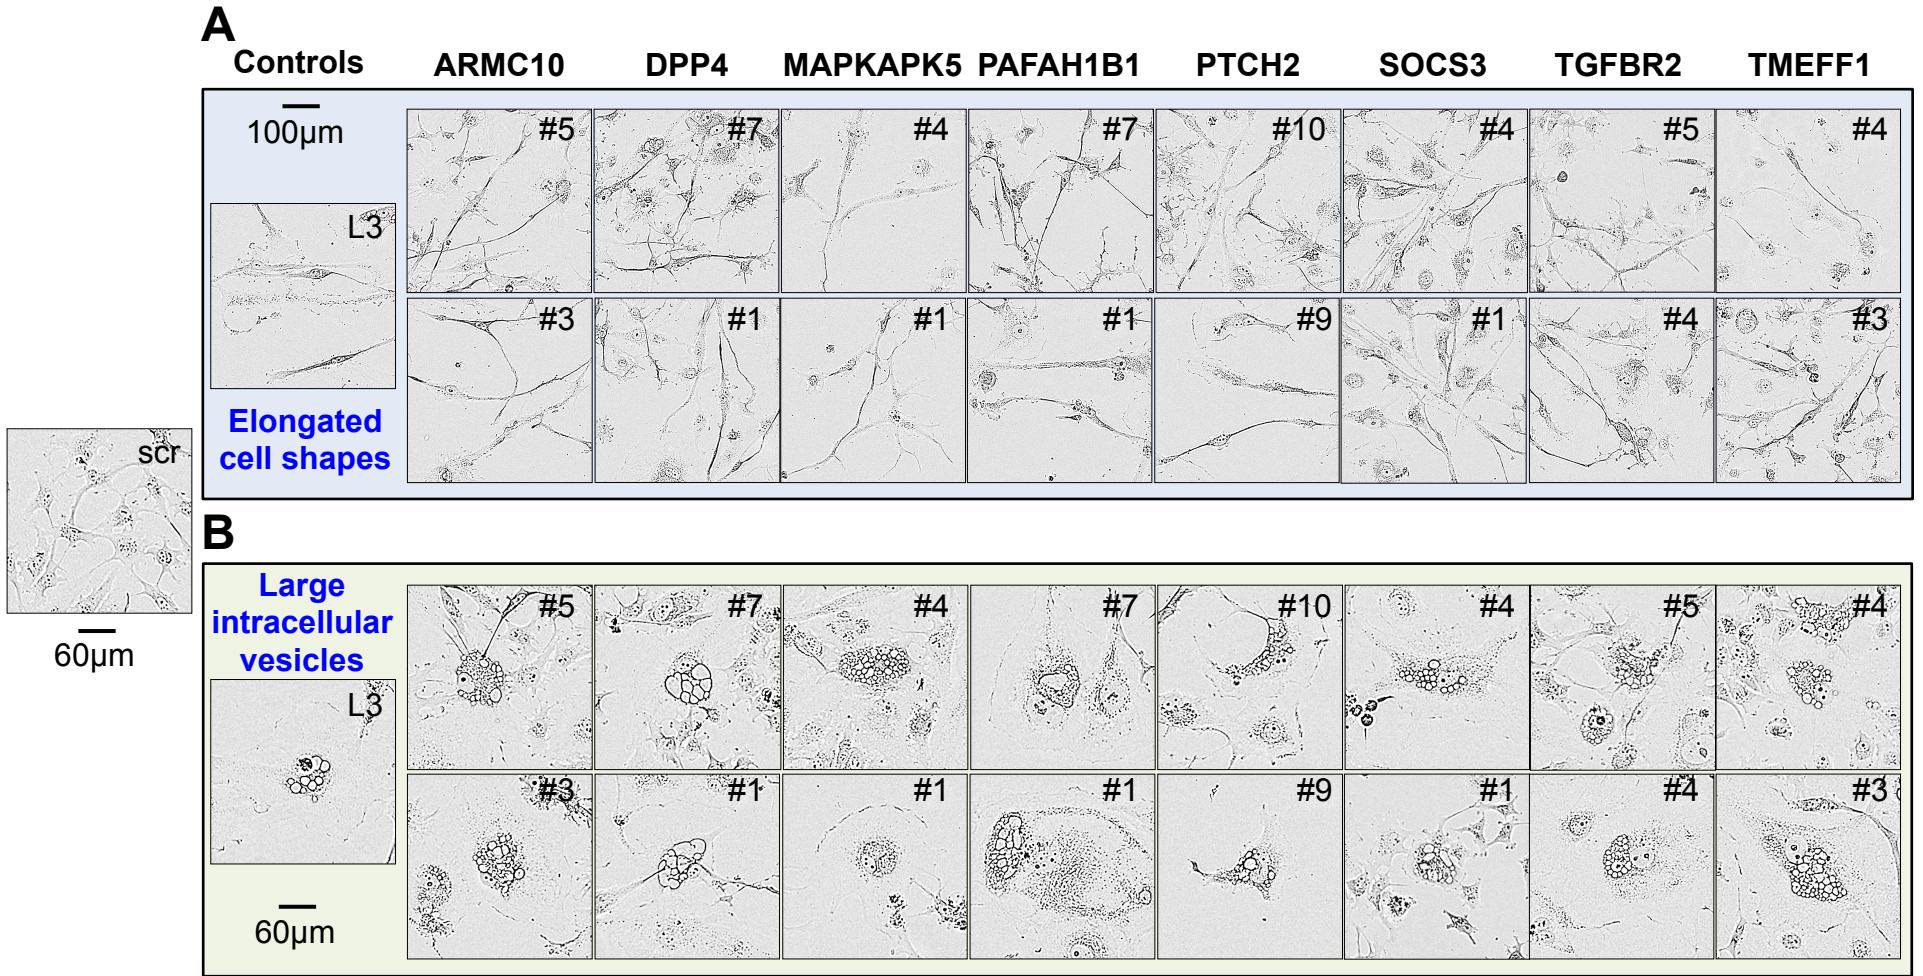 A
Controls ARMC10 DPP4 MAPKAPK5 PAFAH1B1 PTCH2 SOCS3 TGFBR2 TMEFF1
100µm
#5 #7 #4 #7 #10 #4 #5 #4
L3
#3 #1 #1 #1 #9 #1 #4 #3
Elongated
cell shapes
scr
60µm
B
Large
intracellular
vesicles
#5 #7 #4 #7 #10 #4 #5 #4
L3
#3 #1 #1 #1 #9 #1 #4 #3
60µm